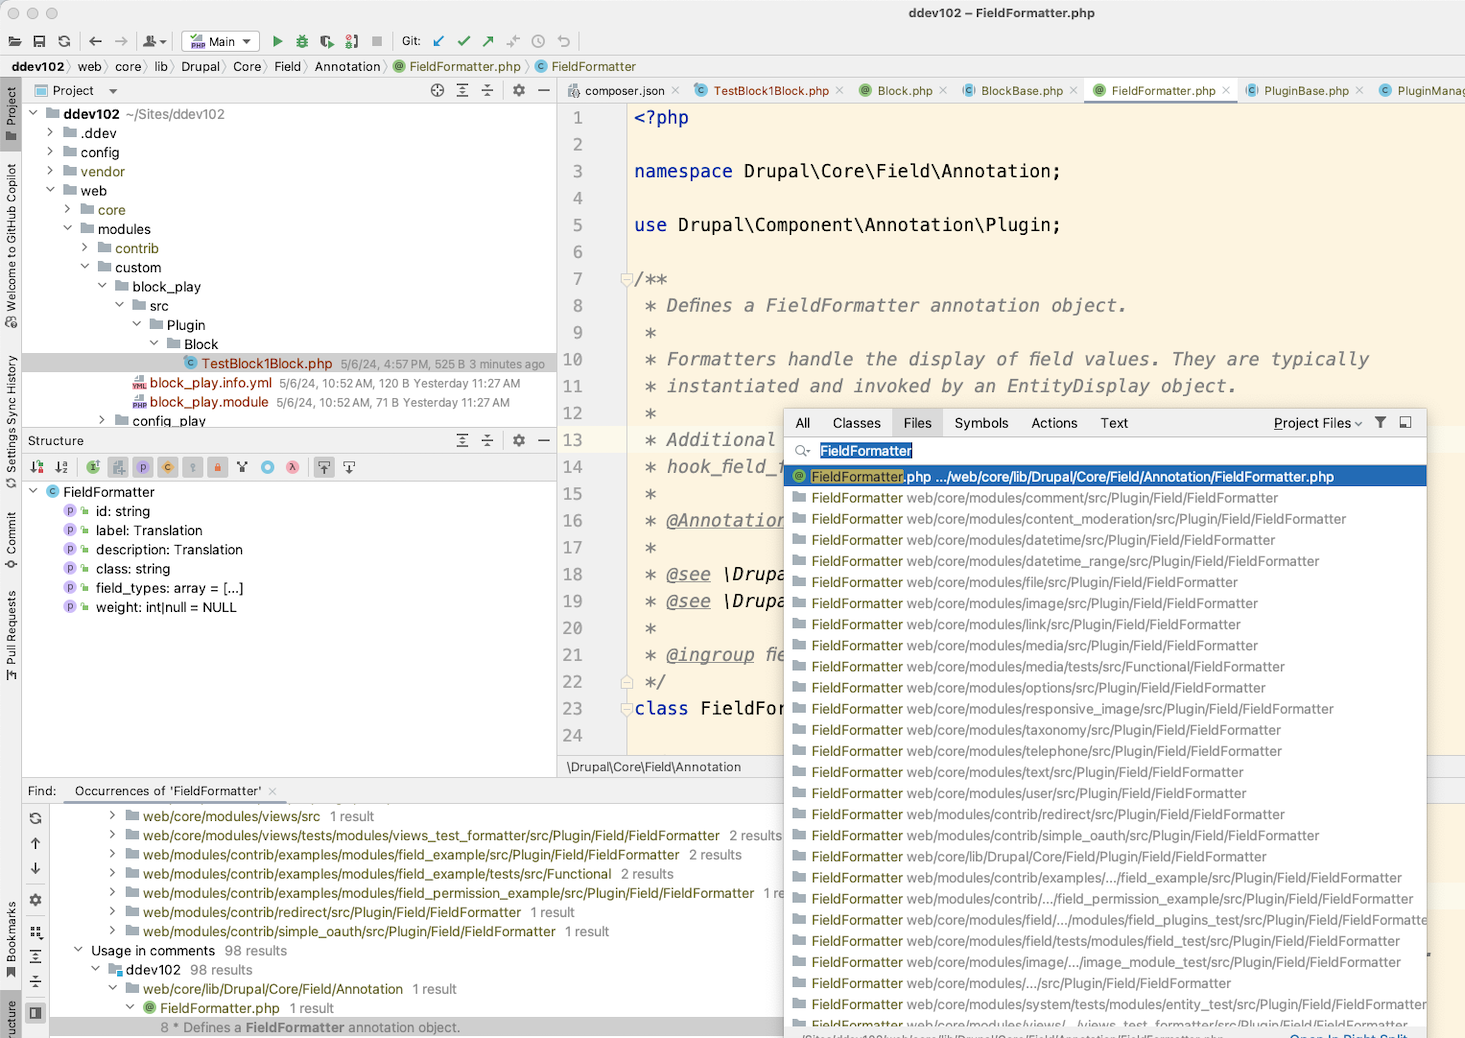 ddev102 – FieldFormatter.php
Main
Git:
ddev102 web core lib Drupal Core Field Annotation FieldFormatter.php FieldFormatter
Project
composer.json TestBlock1Block.php Block.php BlockBase.php FieldFormatter.php PluginBase.php PluginManag
ddev102 ~/Sites/ddev102
.ddev
config
vendor
web
core
modules
contrib
custom
block_play
src
Plugin
Block
TestBlock1Block.php 5/6/24, 4:57 PM, 525 B 3 minutes ago
block_play.info.yml 5/6/24, 10:52 AM, 120 B Yesterday 11:27 AM
block_play.module 5/6/24, 10:52 AM, 71 B Yesterday 11:27 AM
config_play
Structure
FieldFormatter
id: string
label: Translation
description: Translation
class: string
field_types: array = [...]
weight: int|null = NULL
Project
Welcome to GitHub Copilot
Settings Sync History
Commit
Pull Requests
Bookmarks
ructure
1 <?php
2
3 namespace Drupal\Core\Field\Annotation;
4
5 use Drupal\Component\Annotation\Plugin;
6
7 /**
8 * Defines a FieldFormatter annotation object.
9 *
10 * Formatters handle the display of field values. They are typically
11 * instantiated and invoked by an EntityDisplay object.
12 *
13 * Additional
14 * hook_field_f
15 *
16 * @Annotation
17 *
18 * @see \Drupa
19 * @see \Drupa
20 *
21 * @ingroup fie
22 */
23 class FieldFor
24
\Drupal\Core\Field\Annotation
All Classes Files Symbols Actions Text Project Files
FieldFormatter
FieldFormatter.php .../web/core/lib/Drupal/Core/Field/Annotation/FieldFormatter.php
FieldFormatter web/core/modules/comment/src/Plugin/Field/FieldFormatter
FieldFormatter web/core/modules/content_moderation/src/Plugin/Field/FieldFormatter
FieldFormatter web/core/modules/datetime/src/Plugin/Field/FieldFormatter
FieldFormatter web/core/modules/datetime_range/src/Plugin/Field/FieldFormatter
FieldFormatter web/core/modules/file/src/Plugin/Field/FieldFormatter
FieldFormatter web/core/modules/image/src/Plugin/Field/FieldFormatter
FieldFormatter web/core/modules/link/src/Plugin/Field/FieldFormatter
FieldFormatter web/core/modules/media/src/Plugin/Field/FieldFormatter
FieldFormatter web/core/modules/media/tests/src/Functional/FieldFormatter
FieldFormatter web/core/modules/options/src/Plugin/Field/FieldFormatter
FieldFormatter web/core/modules/responsive_image/src/Plugin/Field/FieldFormatter
FieldFormatter web/core/modules/taxonomy/src/Plugin/Field/FieldFormatter
FieldFormatter web/core/modules/telephone/src/Plugin/Field/FieldFormatter
FieldFormatter web/core/modules/text/src/Plugin/Field/FieldFormatter
FieldFormatter web/core/modules/user/src/Plugin/Field/FieldFormatter
FieldFormatter web/modules/contrib/redirect/src/Plugin/Field/FieldFormatter
FieldFormatter web/modules/contrib/simple_oauth/src/Plugin/Field/FieldFormatter
FieldFormatter web/core/lib/Drupal/Core/Field/Plugin/Field/FieldFormatter
FieldFormatter web/modules/contrib/examples/.../field_example/src/Plugin/Field/FieldFormatter
FieldFormatter web/modules/contrib/.../field_permission_example/src/Plugin/Field/FieldFormatter
FieldFormatter web/core/modules/field/.../modules/field_plugins_test/src/Plugin/Field/FieldFormatte
FieldFormatter web/core/modules/field/tests/modules/field_test/src/Plugin/Field/FieldFormatter
FieldFormatter web/core/modules/image/.../image_module_test/src/Plugin/Field/FieldFormatter
FieldFormatter web/core/modules/.../src/Plugin/Field/FieldFormatter
FieldFormatter web/core/modules/system/tests/modules/entity_test/src/Plugin/Field/FieldFormatter
FieldFormatter web/core/modules/views/.../views_test_formatter/src/Plugin/Field/FieldFormatter
/Sites/ddev102/web/core/lib/Drupal/Core/Field/Annotation/FieldFormatter.php Open In Right Split
Find: Occurrences of 'FieldFormatter'
web/core/modules/views/src 1 result
web/core/modules/views/tests/modules/views_test_formatter/src/Plugin/Field/FieldFormatter 2 results
web/modules/contrib/examples/modules/field_example/src/Plugin/Field/FieldFormatter 2 results
web/modules/contrib/examples/modules/field_example/tests/src/Functional 2 results
web/modules/contrib/examples/modules/field_permission_example/src/Plugin/Field/FieldFormatter 1 re
web/modules/contrib/redirect/src/Plugin/Field/FieldFormatter 1 result
web/modules/contrib/simple_oauth/src/Plugin/Field/FieldFormatter 1 result
Usage in comments 98 results
ddev102 98 results
web/core/lib/Drupal/Core/Field/Annotation 1 result
FieldFormatter.php 1 result
8 * Defines a FieldFormatter annotation object.